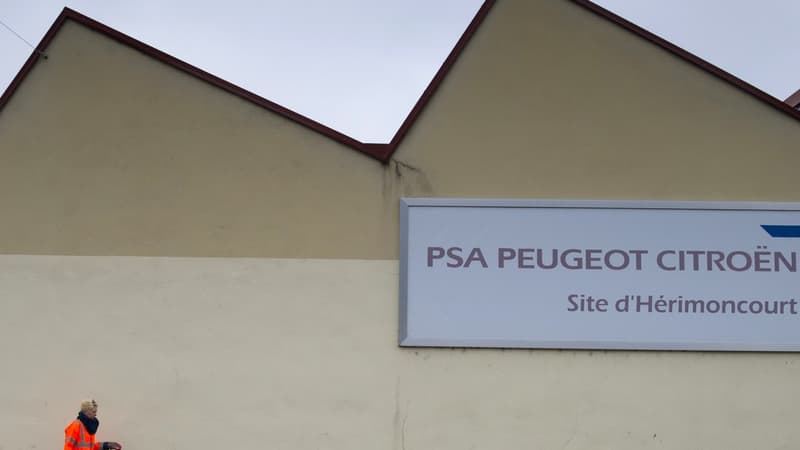 PSA PEUGEOT CITROËN
Site d'Hérimoncourt